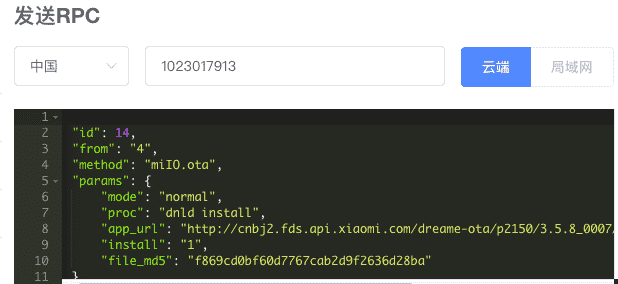 发送RPC
中国 1023017913 云端 局域网
1
2 "id": 14,
3 "from": "4",
4 "method": "miIO.ota",
5 "params": {
6 "mode": "normal",
7 "proc": "dnld install",
8 "app_url": "http://cnbj2.fds.api.xiaomi.com/dreame-ota/p2150/3.5.8_0007/
9 "install": "1",
10 "file_md5": "f869cd0bf60d7767cab2d9f2636d28ba"
11 }